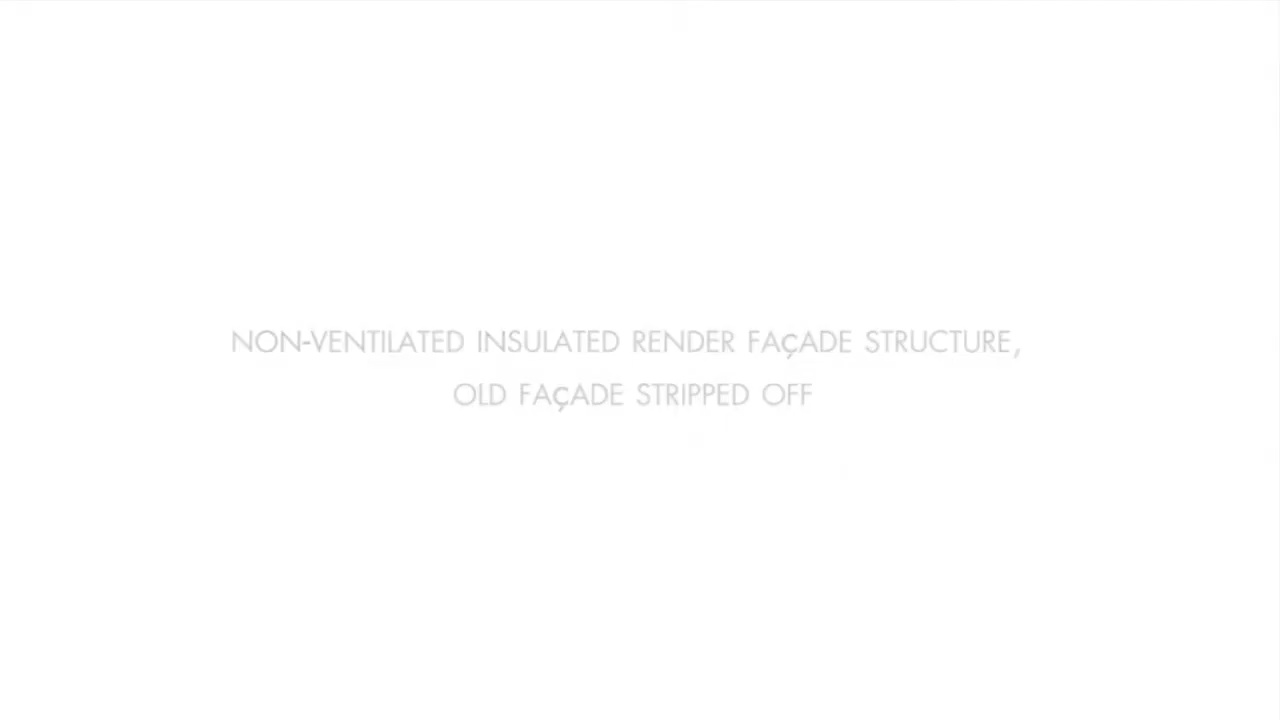 NON-VENTILATED INSULATED RENDER FAçADE STRUCTURE,
OLD FAçADE STRIPPED OFF